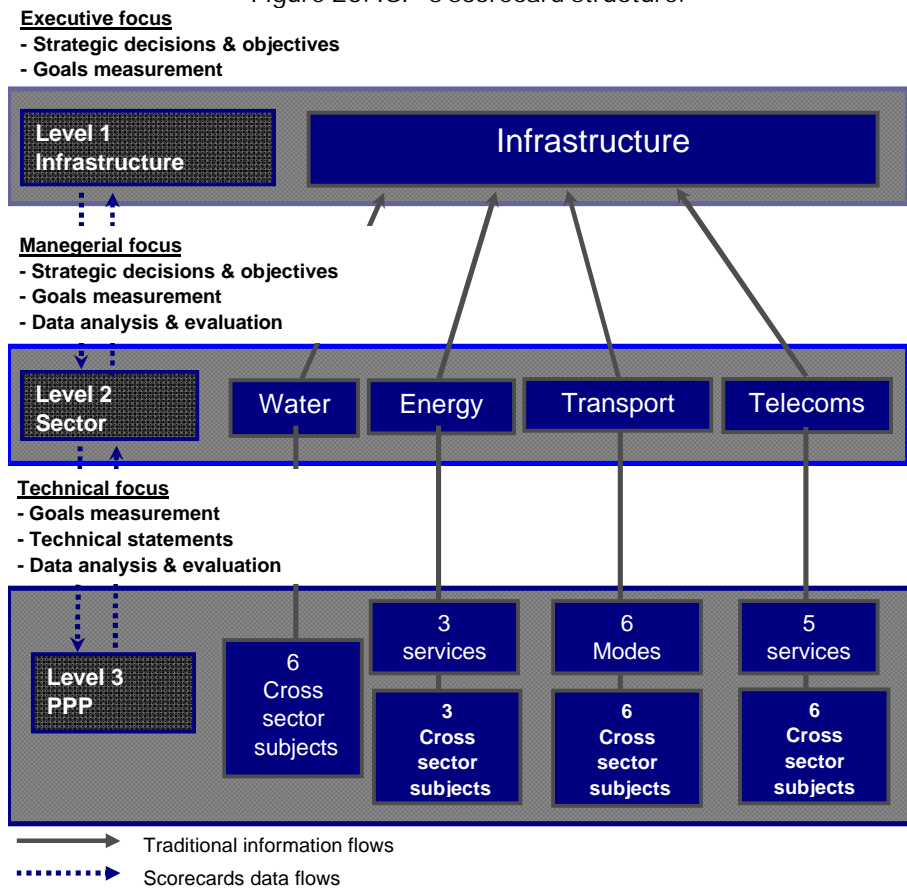 Executive focus
- Strategic decisions & objectives
- Goals measurement
Level 1
Infrastructure
Infrastructure
Manegerial focus
- Strategic decisions & objectives
- Goals measurement
- Data analysis & evaluation
Level 2
Sector
Water
Energy
Transport
Telecoms
Technical focus
- Goals measurement
- Technical statements
- Data analysis & evaluation
Level 3
PPP
6
Cross
sector
subjects
3
services
3
Cross
sector
subjects
6
Modes
6
Cross
sector
subjects
5
services
6
Cross
sector
subjects
Traditional information flows
Scorecards data flows